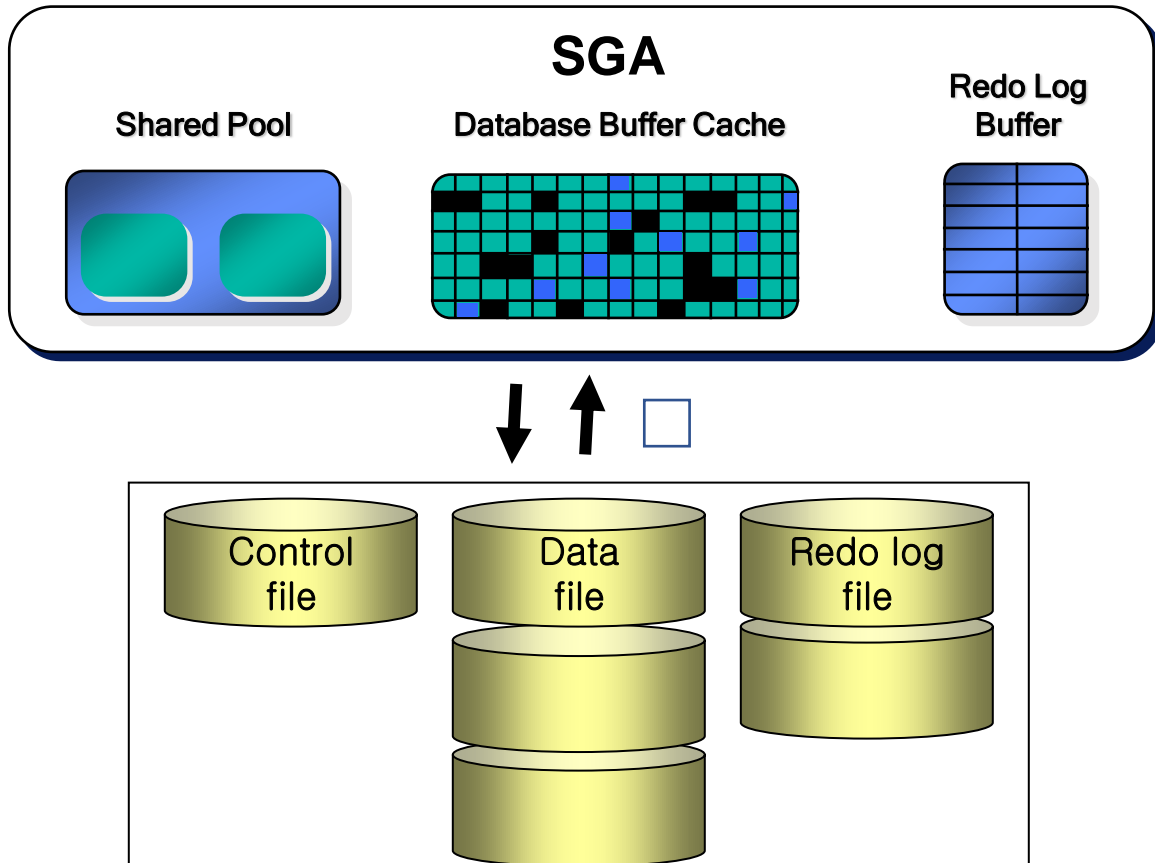 SGA
Shared Pool
Database Buffer Cache
Redo Log
Buffer
Control
file
Data
file
Redo log
file